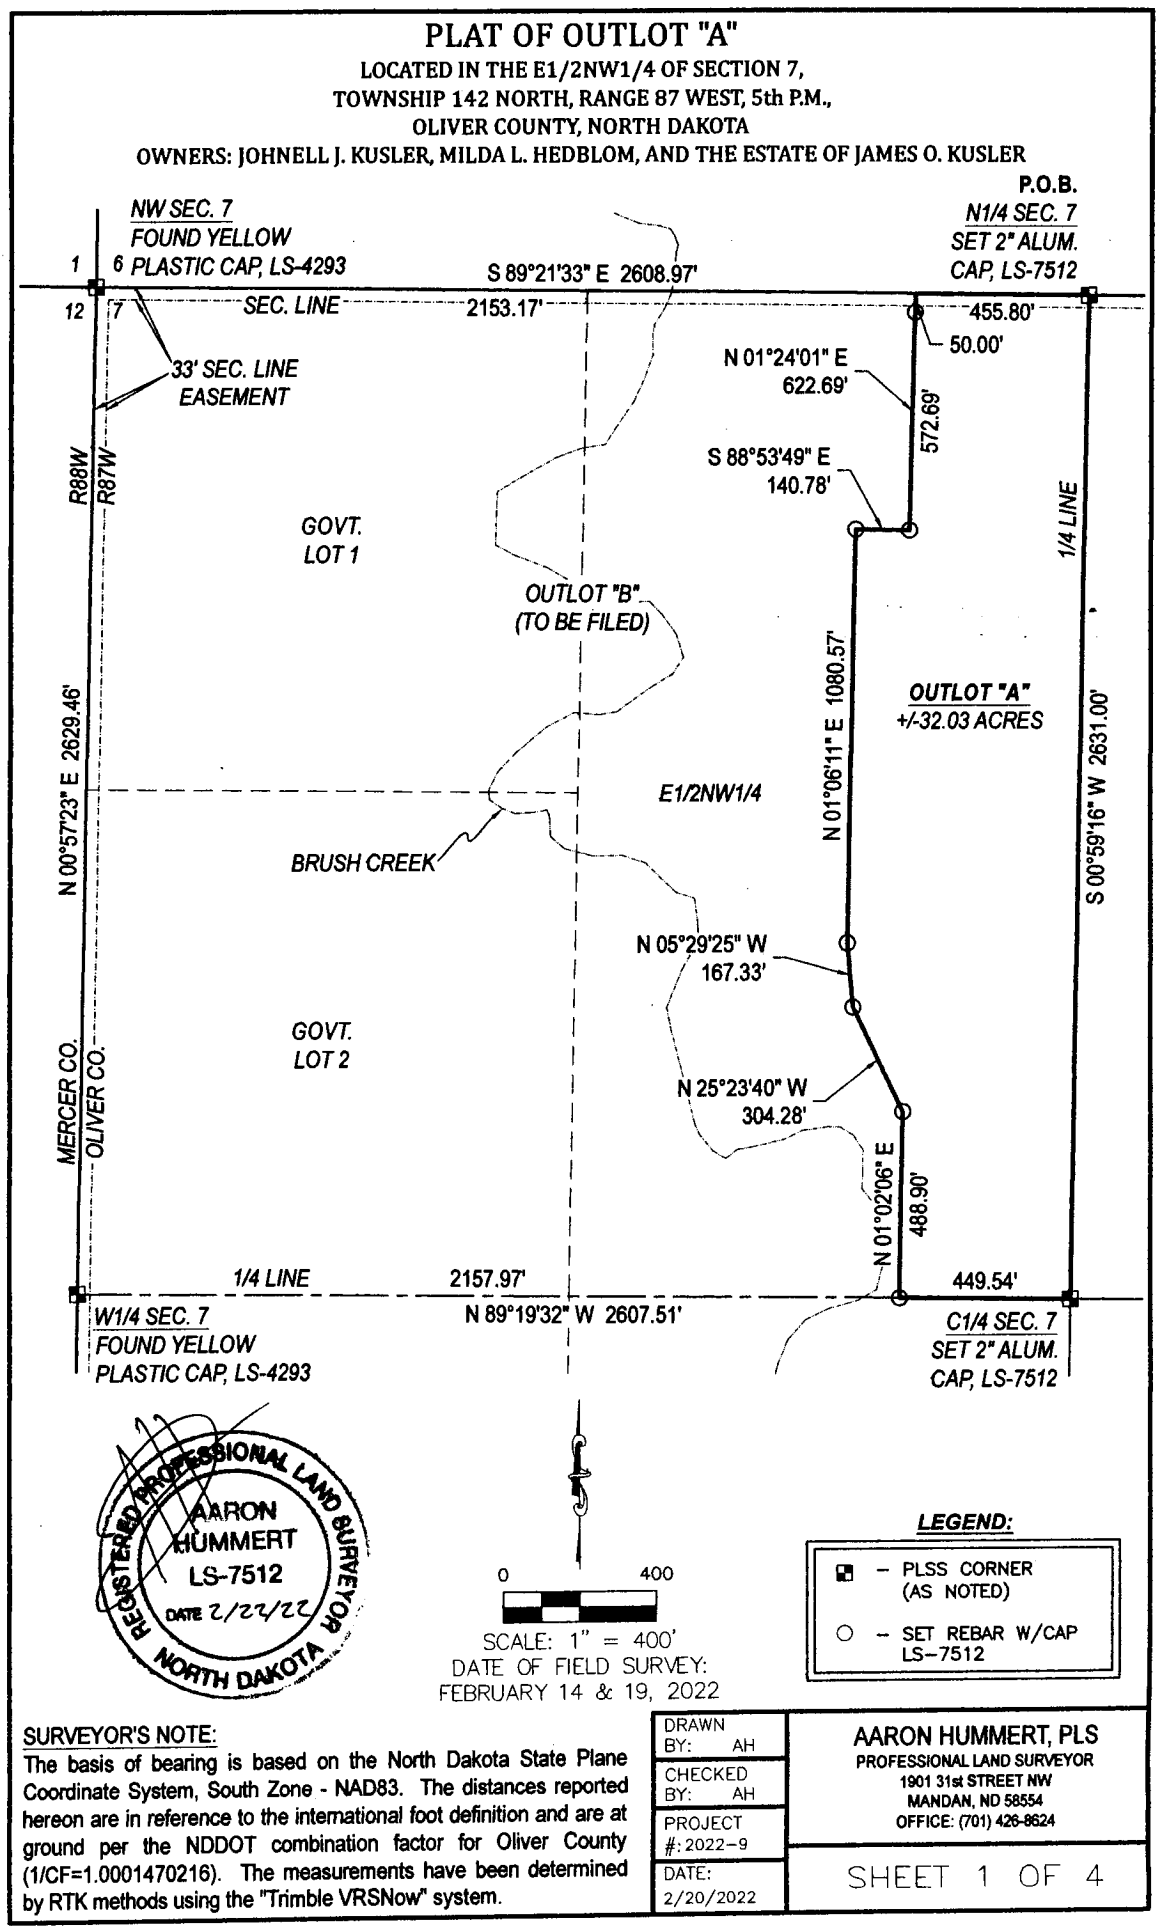 PLAT OF OUTLOT "A"
LOCATED IN THE E1/2NW1/4 OF SECTION 7,
TOWNSHIP 142 NORTH, RANGE 87 WEST, 5th P.M.,
OLIVER COUNTY, NORTH DAKOTA
OWNERS: JOHNELL J. KUSLER, MILDA L. HEDBLOM, AND THE ESTATE OF JAMES O. KUSLER
P.O.B.
N1/4 SEC. 7
SET 2" ALUM.
CAP, LS-7512
NW SEC. 7
FOUND YELLOW
PLASTIC CAP, LS-4293
1 6
12 7
S 89°21'33" E 2608.97'
SEC. LINE
2153.17'
455.80'
50.00'
33' SEC. LINE
EASEMENT
N 01°24'01" E
622.69'
572.69'
S 88°53'49" E
140.78'
R88W
R87W
1/4 LINE
GOVT.
LOT 1
OUTLOT "B"
(TO BE FILED)
N 01°06'11" E 1080.57'
OUTLOT "A"
+/-32.03 ACRES
S 00°59'16" W 2631.00'
N 00°57'23" E 2629.46'
E1/2NW1/4
BRUSH CREEK
N 05°29'25" W
167.33'
GOVT.
LOT 2
MERCER CO.
OLIVER CO.
N 25°23'40" W
304.28'
N 01°02'06" E
488.90'
1/4 LINE
2157.97'
449.54'
N 89°19'32" W 2607.51'
W1/4 SEC. 7
FOUND YELLOW
PLASTIC CAP, LS-4293
C1/4 SEC. 7
SET 2" ALUM.
CAP, LS-7512
REGISTERED PROFESSIONAL LAND SURVEYOR
AARON
HUMMERT
LS-7512
DATE 2/22/22
NORTH DAKOTA
0 400
SCALE: 1" = 400'
DATE OF FIELD SURVEY:
FEBRUARY 14 & 19, 2022
LEGEND:
– PLSS CORNER
(AS NOTED)
– SET REBAR W/CAP
LS-7512
SURVEYOR'S NOTE:
The basis of bearing is based on the North Dakota State Plane
Coordinate System, South Zone - NAD83. The distances reported
hereon are in reference to the international foot definition and are at
ground per the NDDOT combination factor for Oliver County
(1/CF=1.0001470216). The measurements have been determined
by RTK methods using the "Trimble VRSNow" system.
DRAWN
BY: AH
CHECKED
BY: AH
PROJECT
#: 2022-9
DATE:
2/20/2022
AARON HUMMERT, PLS
PROFESSIONAL LAND SURVEYOR
1901 31st STREET NW
MANDAN, ND 58554
OFFICE: (701) 426-8624
SHEET 1 OF 4